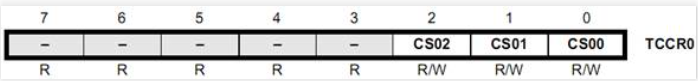 7 6 5 4 3 2 1 0
– – – – – CS02 CS01 CS00 TCCR0
R R R R R R/W R/W R/W